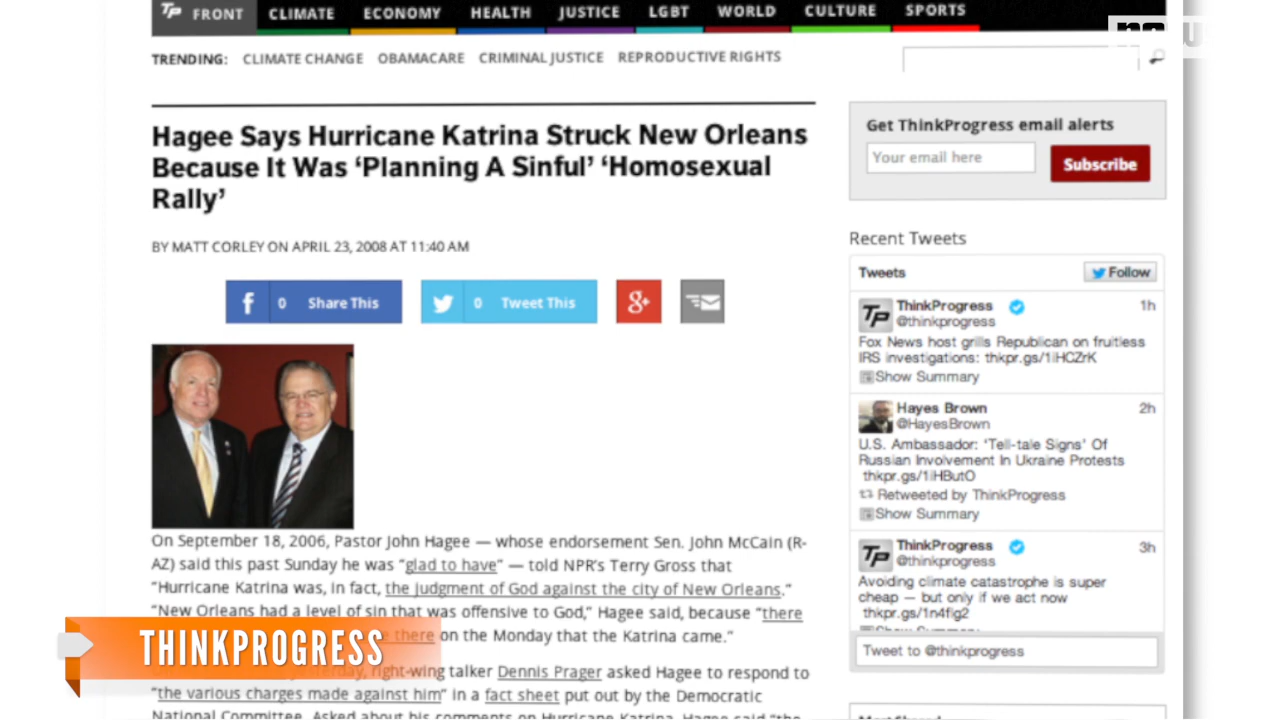 TP FRONT CLIMATE ECONOMY HEALTH JUSTICE LGBT WORLD CULTURE SPORTS
TRENDING: CLIMATE CHANGE OBAMACARE CRIMINAL JUSTICE REPRODUCTIVE RIGHTS
Hagee Says Hurricane Katrina Struck New Orleans
Because It Was ‘Planning A Sinful’ ‘Homosexual
Rally’
BY MATT CORLEY ON APRIL 23, 2008 AT 11:40 AM
f 0 Share This 0 Tweet This g+
On September 18, 2006, Pastor John Hagee — whose endorsement Sen. John McCain (R-
AZ) said this past Sunday he was “glad to have” — told NPR’s Terry Gross that
“Hurricane Katrina was, in fact, the judgment of God against the city of New Orleans.”
“New Orleans had a level of sin that was offensive to God,” Hagee said, because “there
there on the Monday that the Katrina came.”
right-wing talker Dennis Prager asked Hagee to respond to
“the various charges made against him” in a fact sheet put out by the Democratic
National Committee. Asked about his comments on Hurricane Katrina, Hagee said “the
THINKPROGRESS
Get ThinkProgress email alerts
Your email here Subscribe
Recent Tweets
Tweets Follow
TP ThinkProgress 1h
@thinkprogress
Fox News host grills Republican on fruitless
IRS investigations: thkpr.gs/1iHCZrK
Show Summary
Hayes Brown 2h
@HayesBrown
U.S. Ambassador: ‘Tell-tale Signs’ Of
Russian Involvement In Ukraine Protests
thkpr.gs/1iHButO
Retweeted by ThinkProgress
Show Summary
TP ThinkProgress 3h
@thinkprogress
Avoiding climate catastrophe is super
cheap — but only if we act now
thkpr.gs/1n4fig2
Show Summary
Tweet to @thinkprogress